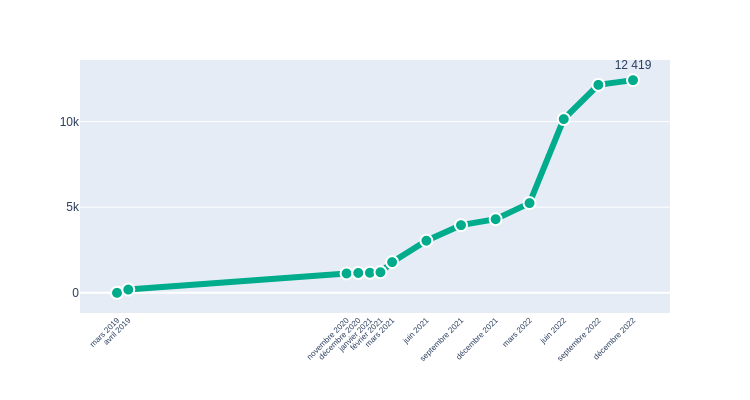 12 419
10k
5k
0
mars 2019
avril 2019
novembre 2020
décembre 2020
janvier 2021
février 2021
mars 2021
juin 2021
septembre 2021
décembre 2021
mars 2022
juin 2022
septembre 2022
décembre 2022